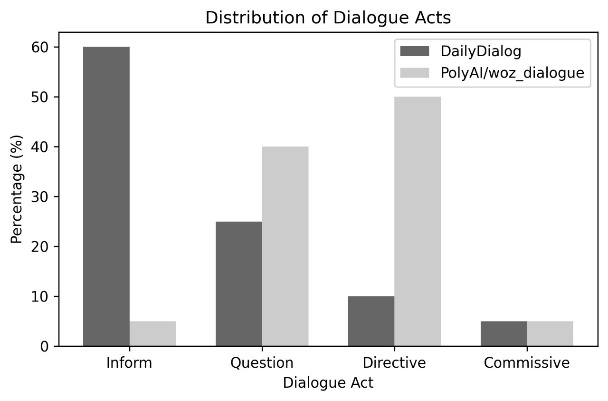 Distribution of Dialogue Acts
DailyDialog
PolyAI/woz_dialogue
Percentage (%)
60
50
40
30
20
10
0
Inform Question Directive Commissive
Dialogue Act